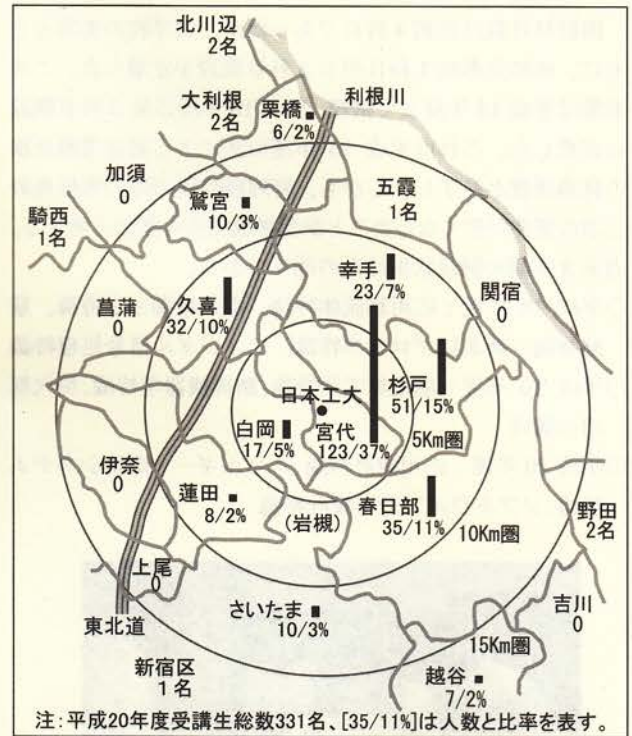 北川辺
2名
大利根
2名
栗橋
6/2%
利根川
加須
0
五霞
1名
騎西
1名
鷲宮
10/3%
幸手
23/7%
関宿
0
菖蒲
0
久喜
32/10%
杉戸
51/15%
日本工大
白岡
17/5%
宮代
123/37%
5Km圏
伊奈
0
蓮田
8/2%
(岩槻)
春日部
35/11%
10Km圏
野田
2名
上尾
0
さいたま
10/3%
吉川
0
東北道
15Km圏
新宿区
1名
越谷
7/2%
注:平成20年度受講生総数331名、[35/11%]は人数と比率を表す。